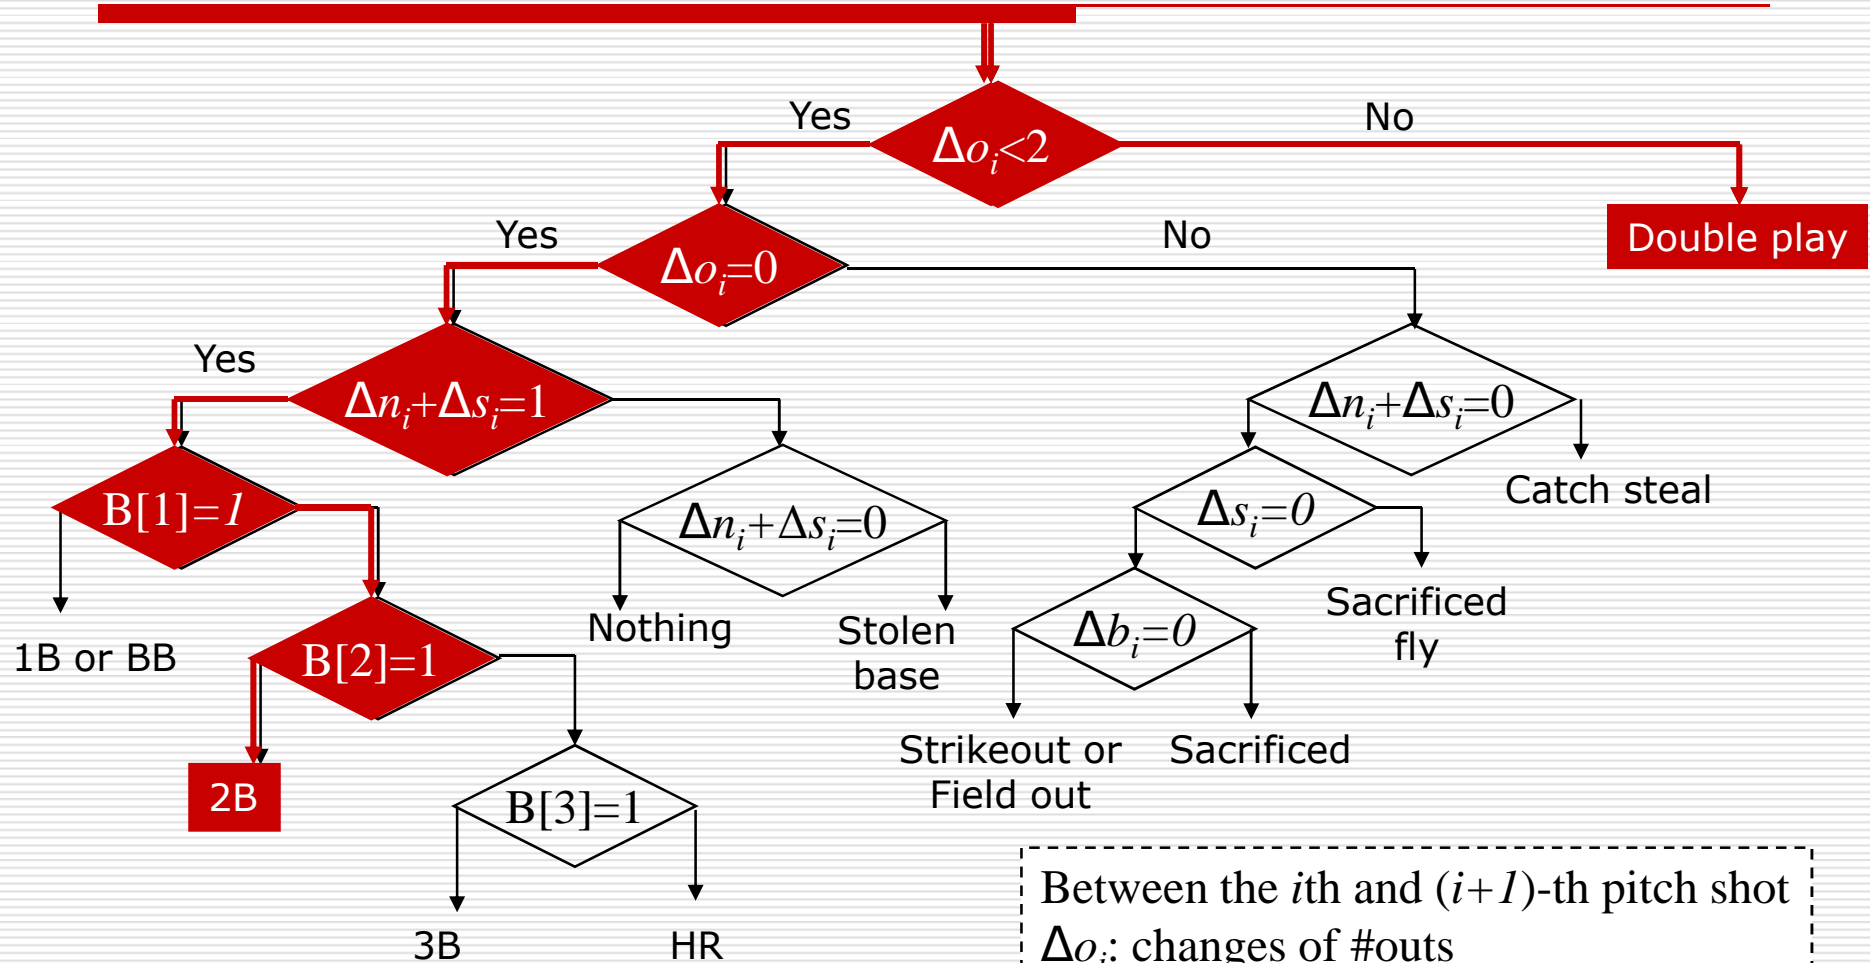 Yes
No
Δo_i<2
Yes
No
Δo_i=0
Double play
Yes
Δn_i+Δs_i=1
Δn_i+Δs_i=0
B[1]=1
Δn_i+Δs_i=0
Δs_i=0
Catch steal
1B or BB
B[2]=1
Nothing
Stolen
base
Δb_i=0
Sacrificed
fly
2B
B[3]=1
Strikeout or
Field out
Sacrificed
3B
HR
Between the ith and (i+1)-th pitch shot
Δo_i: changes of #outs